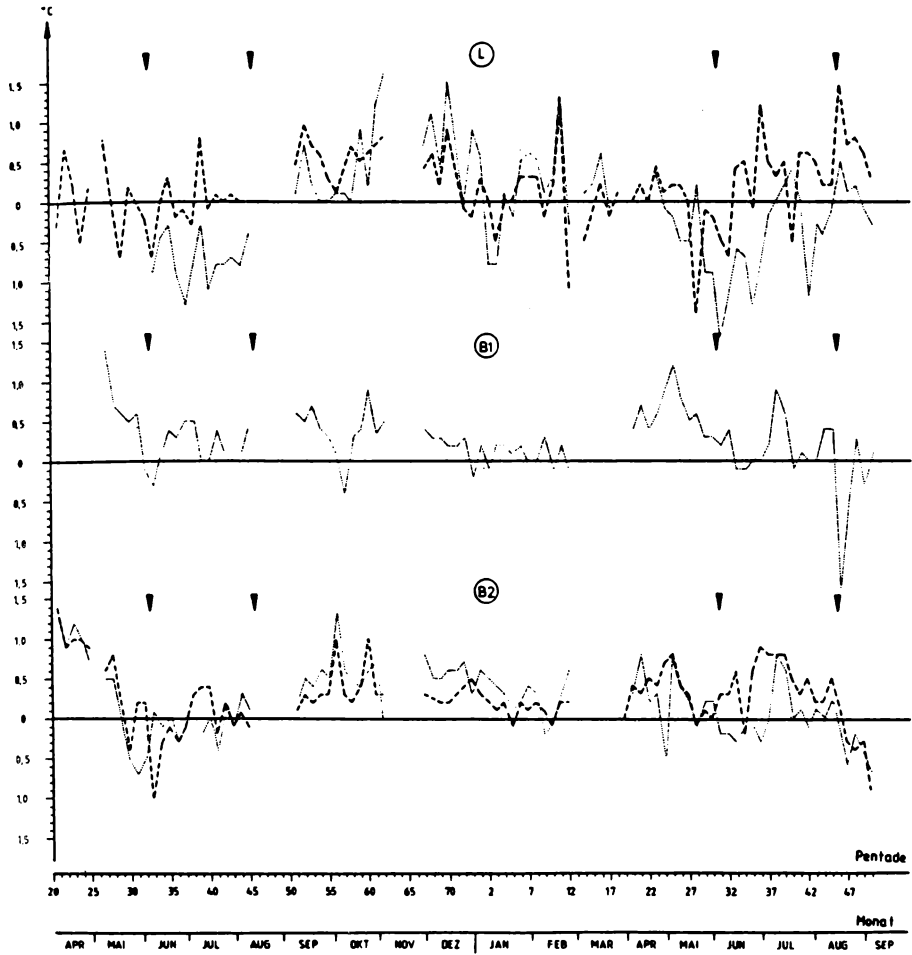 °C
L
1,5
1,0
0,5
0
0,5
1,0
1,5
B1
1,5
1,0
0,5
0
0,5
1,0
1,5
B2
1,5
1,0
0,5
0
0,5
1,0
1,5
Pentade
20 25 30 35 40 45 50 55 60 65 70 2 7 12 17 22 27 32 37 42 47
Monat
APR MAI JUN JUL AUG SEP OKT NOV DEZ JAN FEB MAR APR MAI JUN JUL AUG SEP